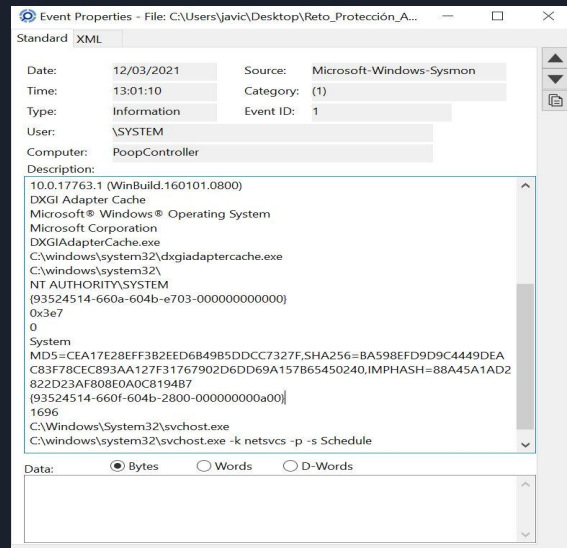 Event Properties - File: C:\Users\javic\Desktop\Reto_Protección_A...
Standard XML
Date: 12/03/2021 Source: Microsoft-Windows-Sysmon
Time: 13:01:10 Category: (1)
Type: Information Event ID: 1
User: \SYSTEM
Computer: PoopController
Description:
10.0.17763.1 (WinBuild.160101.0800)
DXGI Adapter Cache
Microsoft® Windows® Operating System
Microsoft Corporation
DXGIAdapterCache.exe
C:\windows\system32\dxgiadaptercache.exe
C:\windows\system32\
NT AUTHORITY\SYSTEM
{93524514-660a-604b-e703-000000000000}
0x3e7
0
System
MD5=CEA17E28EFF3B2EED6B49B5DDCC7327F,SHA256=BA598EFD9D9C4449DEA
C83F78CEC893AA127F31767902D6DD69A157B65450240,IMPHASH=88A45A1AD2
822D23AF808E0A0C8194B7
{93524514-660f-604b-2800-000000000a00}
1696
C:\Windows\System32\svchost.exe
C:\windows\system32\svchost.exe -k netsvcs -p -s Schedule
Data: Bytes Words D-Words